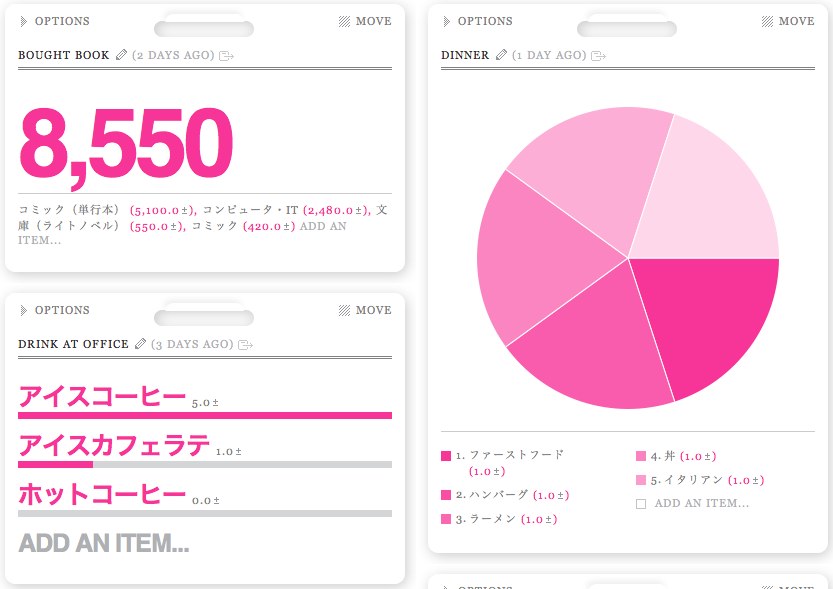 OPTIONS MOVE
BOUGHT BOOK (2 DAYS AGO)
8,550
コミック（単行本） (5,100.0±), コンピュータ・IT (2,480.0±), 文
庫（ライトノベル） (550.0±), コミック (420.0±) ADD AN
ITEM...
OPTIONS MOVE
DRINK AT OFFICE (3 DAYS AGO)
アイスコーヒー 5.0±
アイスカフェラテ 1.0±
ホットコーヒー 0.0±
ADD AN ITEM...
OPTIONS MOVE
DINNER (1 DAY AGO)
1. ファーストフード
(1.0±)
2. ハンバーグ (1.0±)
3. ラーメン (1.0±)
4. 丼 (1.0±)
5. イタリアン (1.0±)
ADD AN ITEM...
OPTIONS MOVE